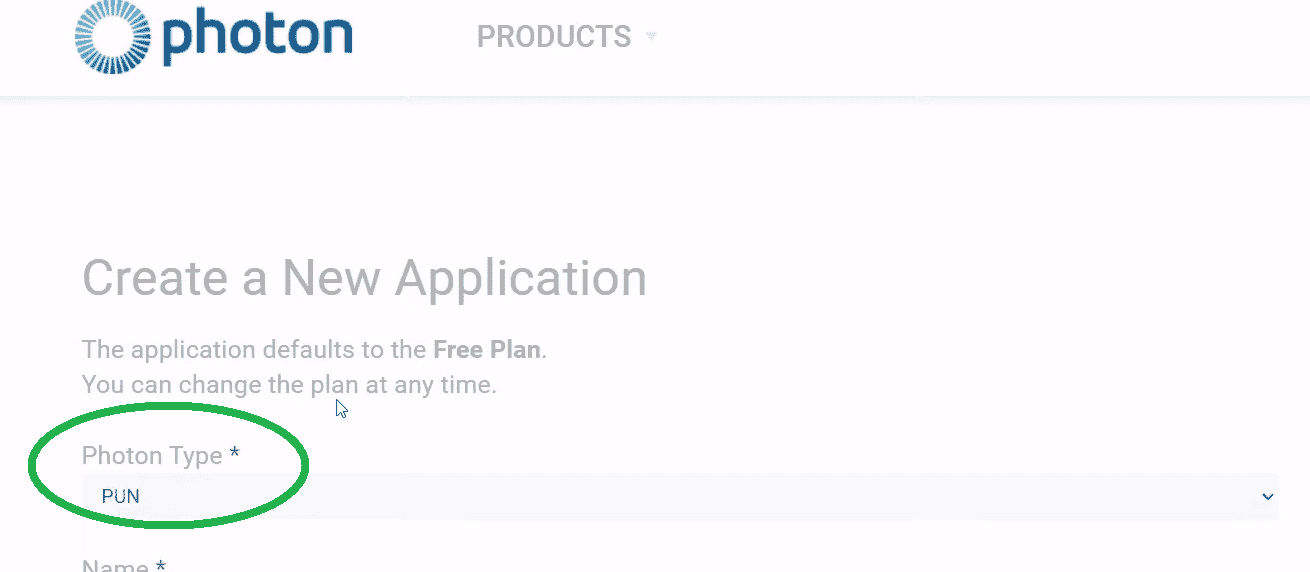 photon
PRODUCTS
Create a New Application
The application defaults to the Free Plan.
You can change the plan at any time.
Photon Type *
PUN
Name *